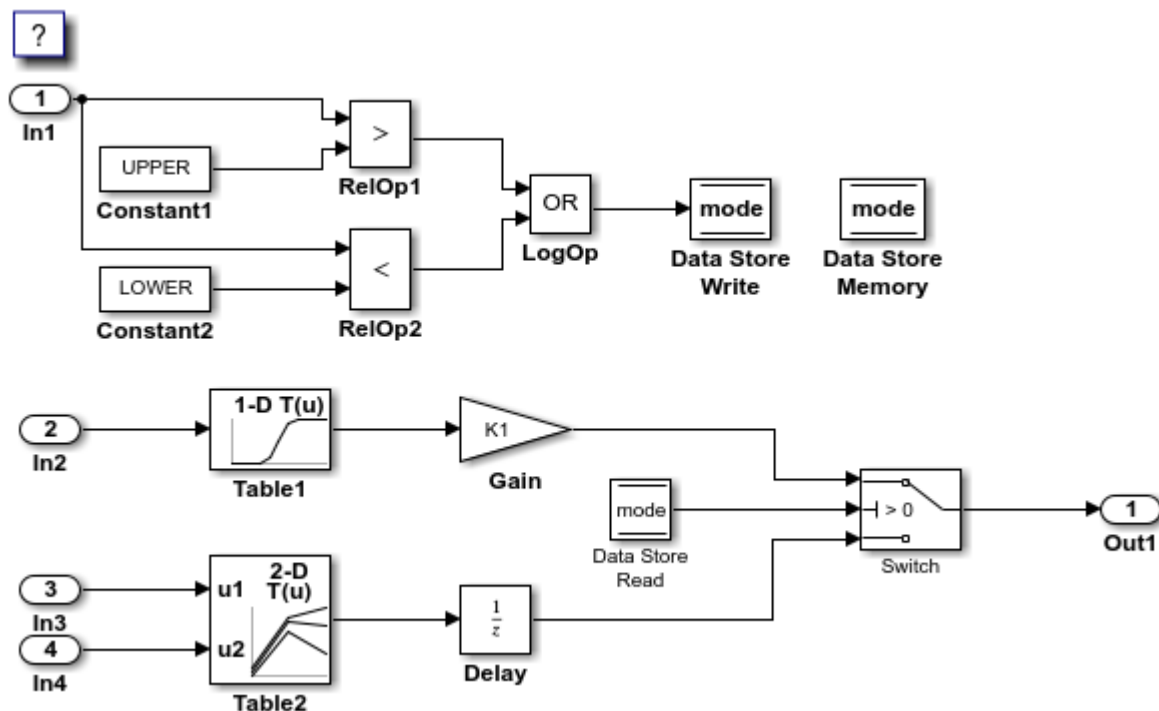 ?
1
In1
UPPER
Constant1
>
RelOp1
LOWER
Constant2
<
RelOp2
OR
LogOp
mode
Data Store
Write
mode
Data Store
Memory
2
In2
1-D T(u)
Table1
K1
Gain
mode
Data Store
Read
> 0
Switch
1
Out1
3
In3
4
In4
u1
u2
2-D
T(u)
Table2
1
z
Delay